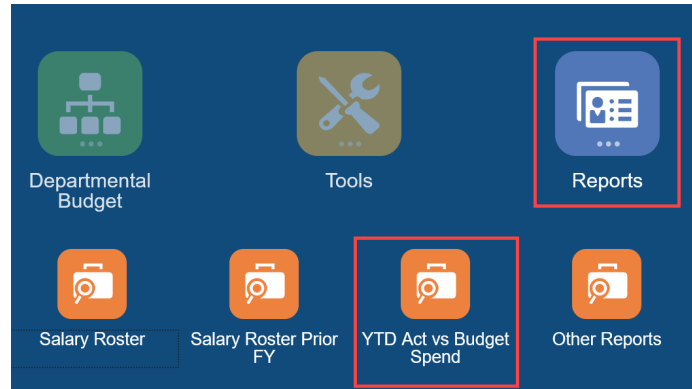 Departmental
Budget
Tools
Reports
Salary Roster
Salary Roster Prior
FY
YTD Act vs Budget
Spend
Other Reports